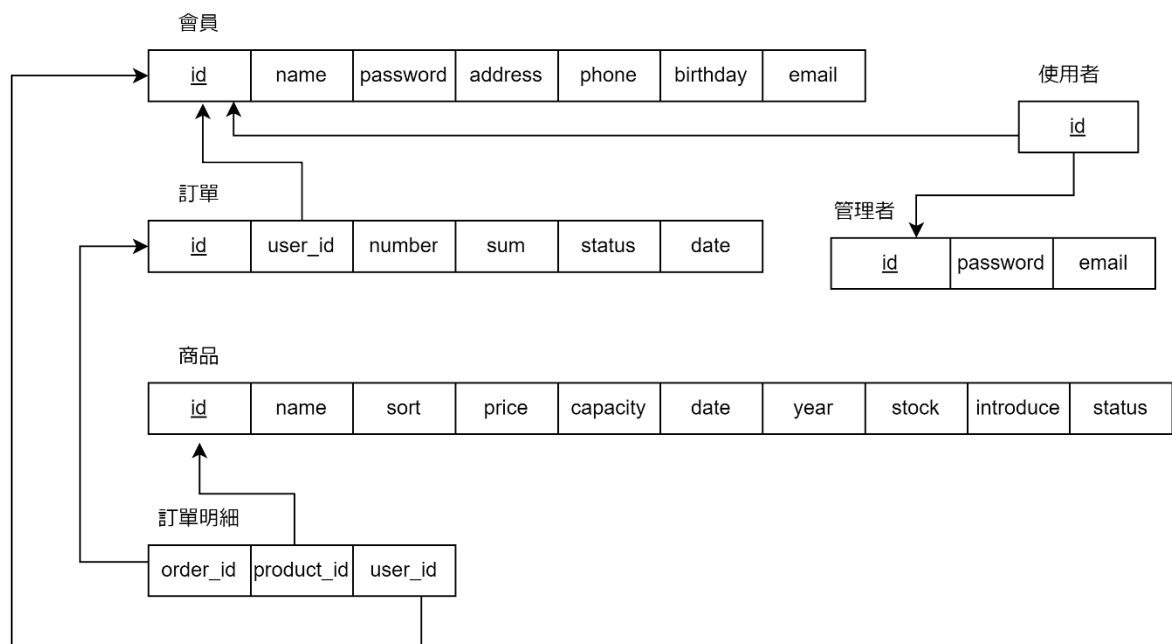 會員
id name password address phone birthday email
使用者
id
訂單
id user_id number sum status date
管理者
id password email
商品
id name sort price capacity date year stock introduce status
訂單明細
order_id product_id user_id